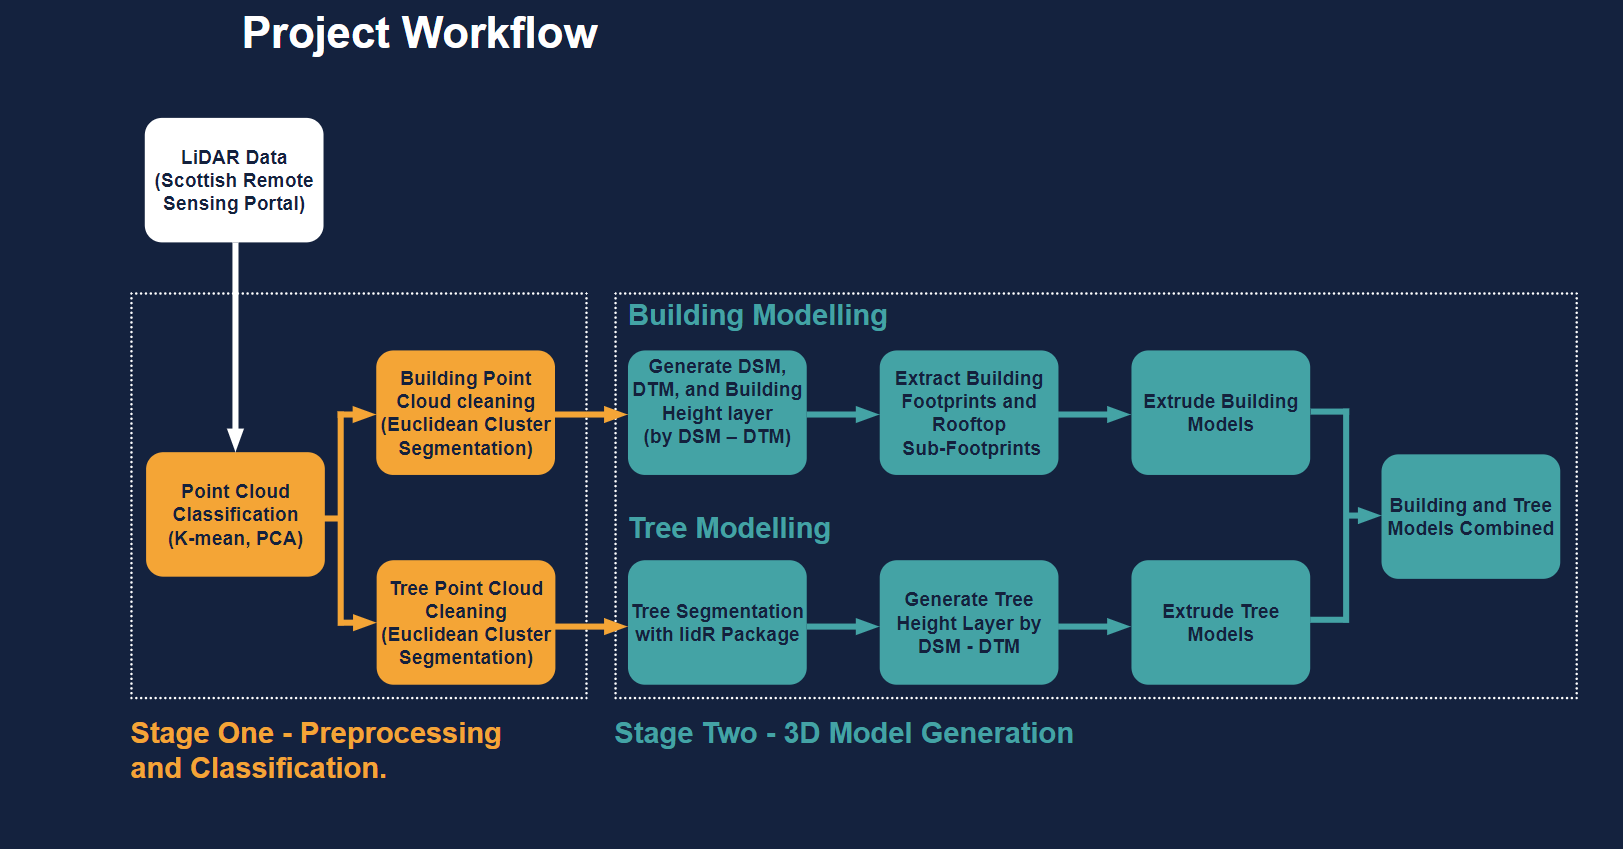 Project Workflow
LiDAR Data
(Scottish Remote
Sensing Portal)
Point Cloud
Classification
(K-mean, PCA)
Building Point
Cloud cleaning
(Euclidean Cluster
Segmentation)
Tree Point Cloud
Cleaning
(Euclidean Cluster
Segmentation)
Stage One - Preprocessing
and Classification.
Building Modelling
Generate DSM,
DTM, and Building
Height layer
(by DSM – DTM)
Extract Building
Footprints and
Rooftop
Sub-Footprints
Extrude Building
Models
Tree Modelling
Tree Segmentation
with lidR Package
Generate Tree
Height Layer by
DSM - DTM
Extrude Tree
Models
Building and Tree
Models Combined
Stage Two - 3D Model Generation